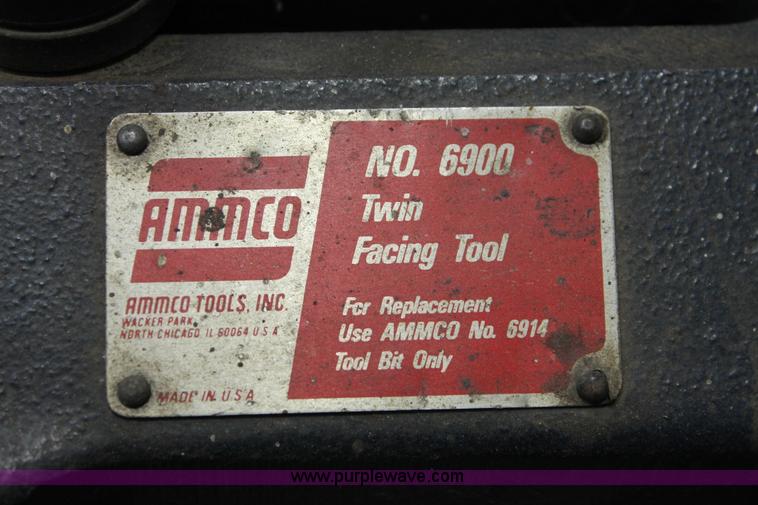 AMMCO
AMMCO TOOLS, INC.
WACKER PARK
NORTH CHICAGO, IL 60064 U.S.A.
MADE IN U.S.A
NO. 6900
Twin
Facing Tool
For Replacement
Use AMMCO No. 6914
Tool Bit Only
www.purplewave.com